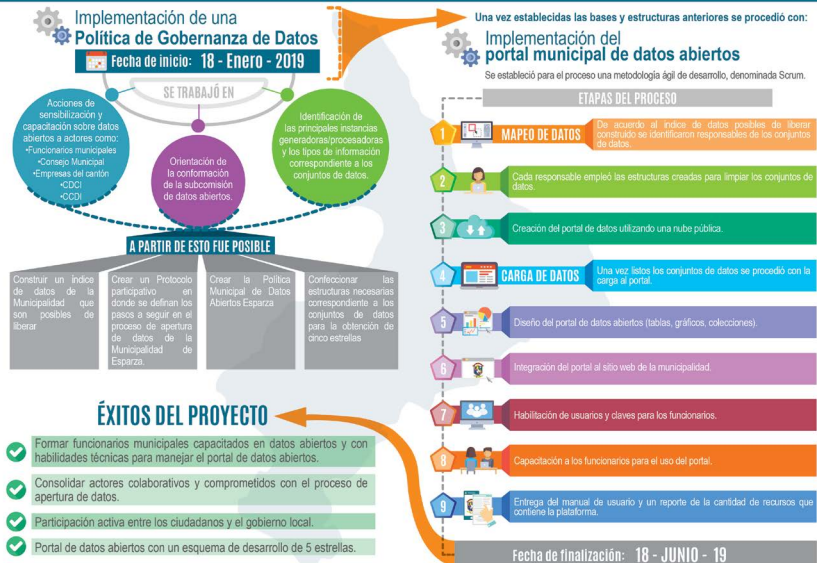 Implementación de una
Política de Gobernanza de Datos
Fecha de inicio: 18 - Enero - 2019
SE TRABAJÓ EN
Acciones de
sensibilización y
capacitación sobre datos
abiertos a actores como:
•Funcionarios municipales
•Consejo Municipal
•Empresas del cantón
•CDCI
•CCDI
Orientación de
la conformación
de la subcomisión
de datos abiertos.
Identificación de
las principales instancias
generadoras/procesadoras
y los tipos de información
correspondiente a los
conjuntos de datos.
A PARTIR DE ESTO FUE POSIBLE
Construir un índice
de datos de la
Municipalidad que
son posibles de
liberar
Crear un Protocolo
participativo en
donde se definan los
pasos a seguir en el
proceso de apertura
de datos de la
Municipalidad de
Esparza.
Crear la Política
Municipal de Datos
Abiertos Esparza
Confeccionar las
estructuras necesarias
correspondiente a los
conjuntos de datos
para la obtención de
cinco estrellas
ÉXITOS DEL PROYECTO
Formar funcionarios municipales capacitados en datos abiertos y con
habilidades técnicas para manejar el portal de datos abiertos.
Consolidar actores colaborativos y comprometidos con el proceso de
apertura de datos.
Participación activa entre los ciudadanos y el gobierno local.
Portal de datos abiertos con un esquema de desarrollo de 5 estrellas.
Una vez establecidas las bases y estructuras anteriores se procedió con:
Implementación del
portal municipal de datos abiertos
Se estableció para el proceso una metodología ágil de desarrollo, denominada Scrum.
ETAPAS DEL PROCESO
1 MAPEO DE DATOS De acuerdo al índice de datos posibles de liberar
construido se identificaron responsables de los conjuntos
de datos.
2 Cada responsable empleó las estructuras creadas para limpiar los conjuntos de
datos.
3 Creación del portal de datos utilizando una nube pública.
4 CARGA DE DATOS Una vez listos los conjuntos de datos se procedió con la
carga al portal.
5 Diseño del portal de datos abiertos (tablas, gráficos, colecciones).
6 Integración del portal al sitio web de la municipalidad.
7 Habilitación de usuarios y claves para los funcionarios.
8 Capacitación a los funcionarios para el uso del portal.
9 Entrega del manual de usuario y un reporte de la cantidad de recursos que
contiene la plataforma.
Fecha de finalización: 18 - JUNIO - 19